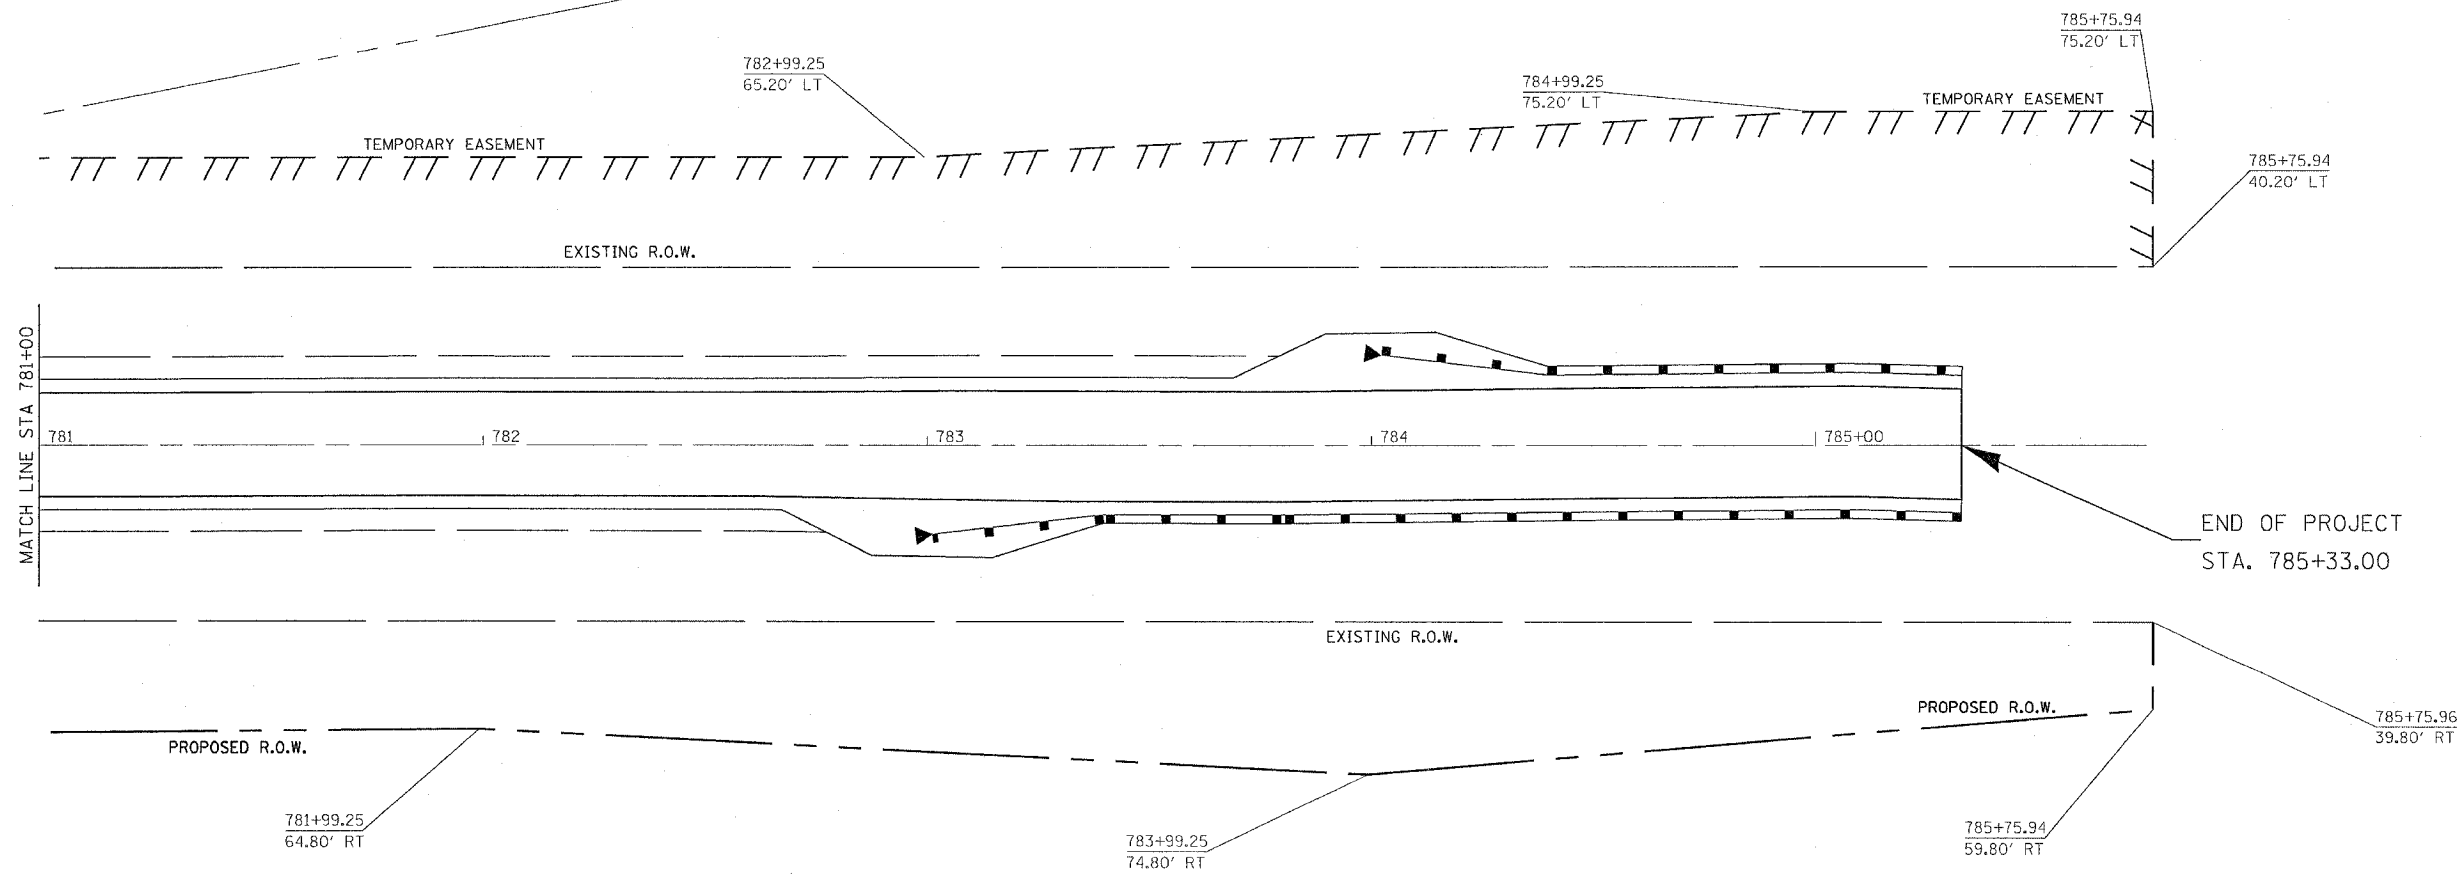 785+75.94
75.20' LT
782+99.25
65.20' LT
784+99.25
75.20' LT
TEMPORARY EASEMENT
TEMPORARY EASEMENT
785+75.94
40.20' LT
EXISTING R.O.W.
MATCH LINE STA 781+00
781
782
783
784
785+00
END OF PROJECT
STA. 785+33.00
EXISTING R.O.W.
PROPOSED R.O.W.
PROPOSED R.O.W.
785+75.96
39.80' RT
781+99.25
64.80' RT
783+99.25
74.80' RT
785+75.94
59.80' RT